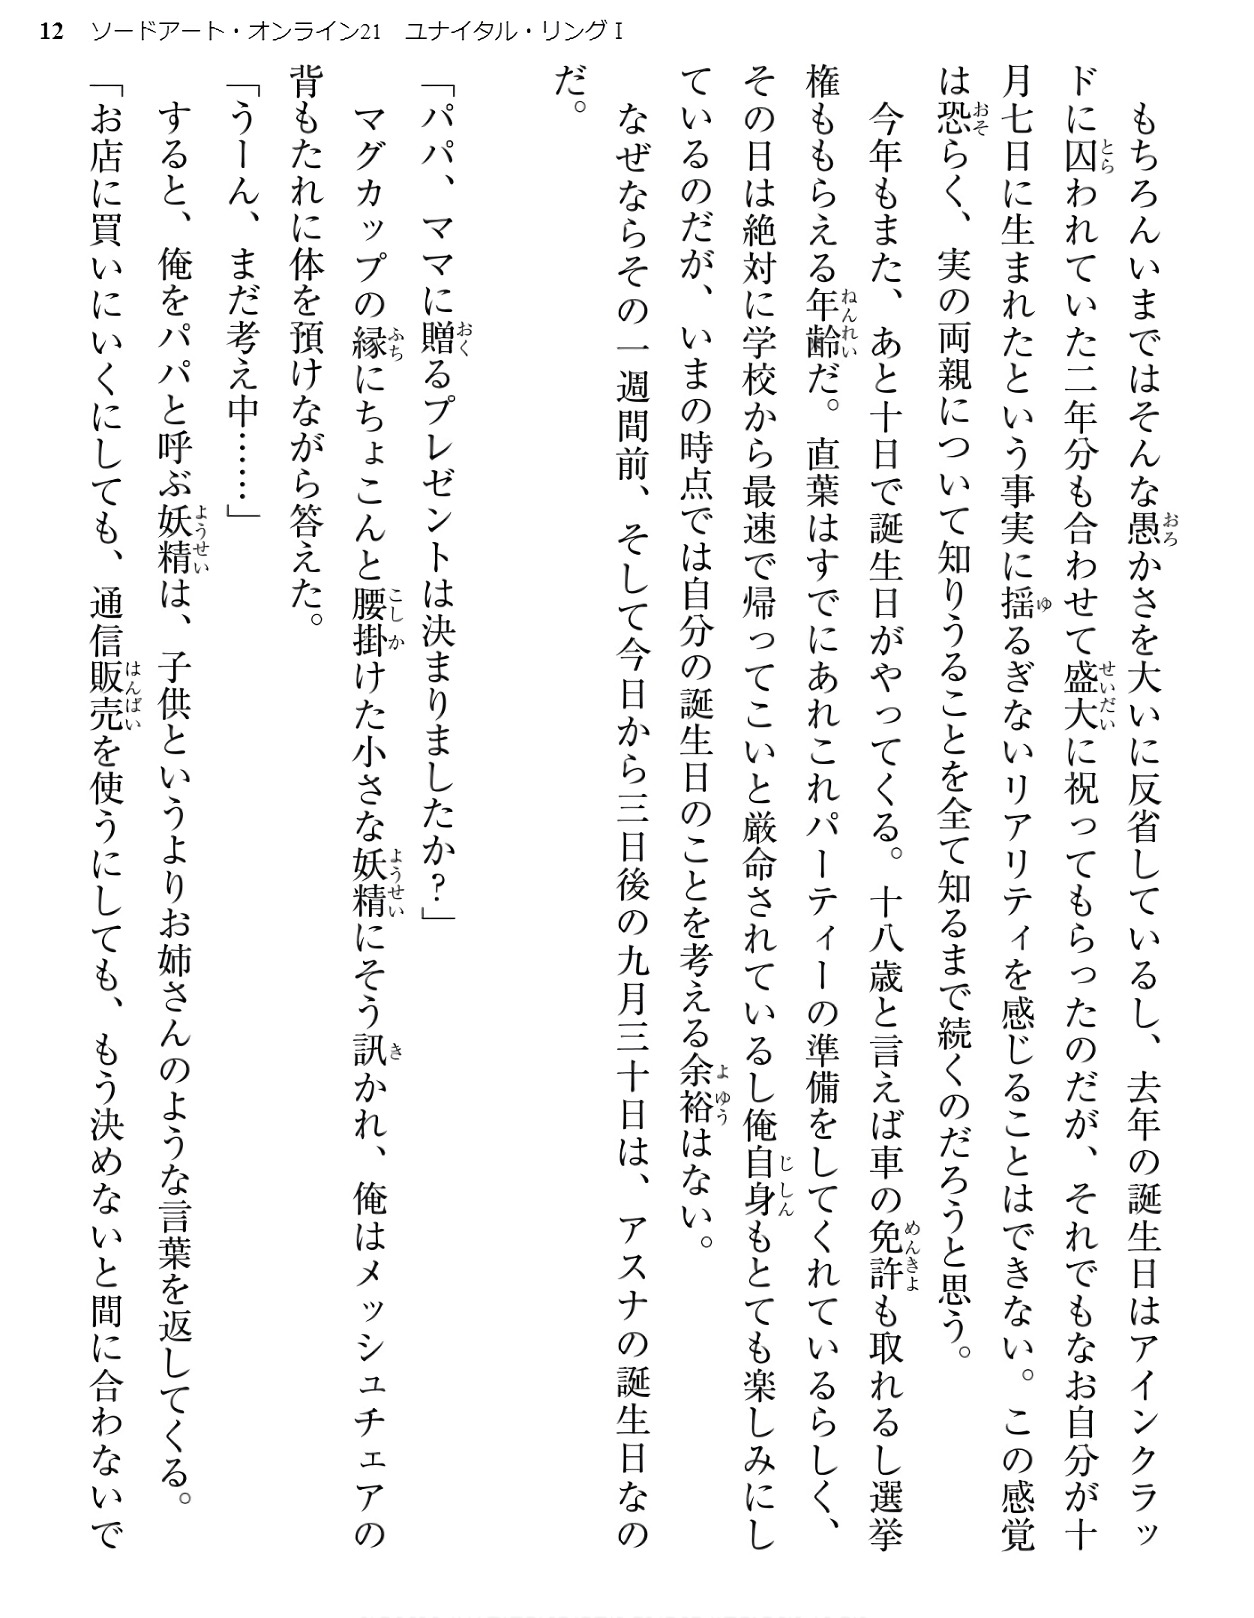 12 ソードアート・オンライン21 ユナイタル・リングⅠ
もちろんいまではそんな愚かさを大いに反省しているし、去年の誕生日はアインクラッ
ドに囚われていた二年分も合わせて盛大に祝ってもらったのだが、それでもなお自分が十
月七日に生まれたという事実に揺るぎないリアリティを感じることはできない。この感覚
は恐らく、実の両親について知りうることを全て知るまで続くのだろうと思う。
今年もまた、あと十日で誕生日がやってくる。十八歳と言えば車の免許も取れるし選挙
権ももらえる年齢だ。直葉はすでにあれこれパーティーの準備をしてくれているらしく、
その日は絶対に学校から最速で帰ってこいと厳命されているし俺自身もとても楽しみにし
ているのだが、いまの時点では自分の誕生日のことを考える余裕はない。
なぜならその一週間前、そして今日から三日後の九月三十日は、アスナの誕生日なの
だ。
「パパ、ママに贈るプレゼントは決まりましたか?」
マグカップの縁にちょこんと腰掛けた小さな妖精にそう訊かれ、俺はメッシュチェアの
背もたれに体を預けながら答えた。
「うーん、まだ考え中……」
すると、俺をパパと呼ぶ妖精は、子供というよりお姉さんのような言葉を返してくる。
「お店に買いにいくにしても、通信販売を使うにしても、もう決めないと間に合わないで